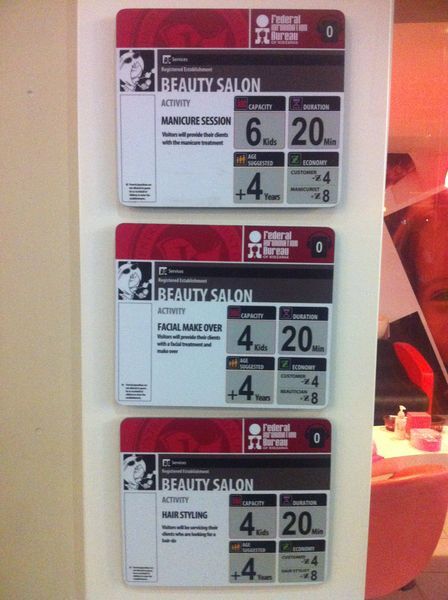 Federal
Information
Bureau
OF KIDZANIA
0
Services
Registered Establishment
BEAUTY SALON
ACTIVITY
MANICURE SESSION
Visitors will provide their clients
with the manicure treatment
CAPACITY
6 Kids
DURATION
20 Min
AGE
SUGGESTED
+4 Years
ECONOMY
CUSTOMER
-4
MANICURIST
8
Federal
Information
Bureau
OF KIDZANIA
0
Services
Registered Establishment
BEAUTY SALON
ACTIVITY
FACIAL MAKE OVER
Visitors will provide their clients
with a facial treatment and
make over
CAPACITY
4 Kids
DURATION
20 Min
AGE
SUGGESTED
+4 Years
ECONOMY
CUSTOMER
-4
BEAUTICIAN
8
Federal
Information
Bureau
OF KIDZANIA
0
Services
Registered Establishment
BEAUTY SALON
ACTIVITY
HAIR STYLING
Visitors will be servicing their
clients who are looking for a
hair-do
CAPACITY
4 Kids
DURATION
20 Min
AGE
SUGGESTED
+4 Years
ECONOMY
CUSTOMER
-4
HAIR STYLIST
8